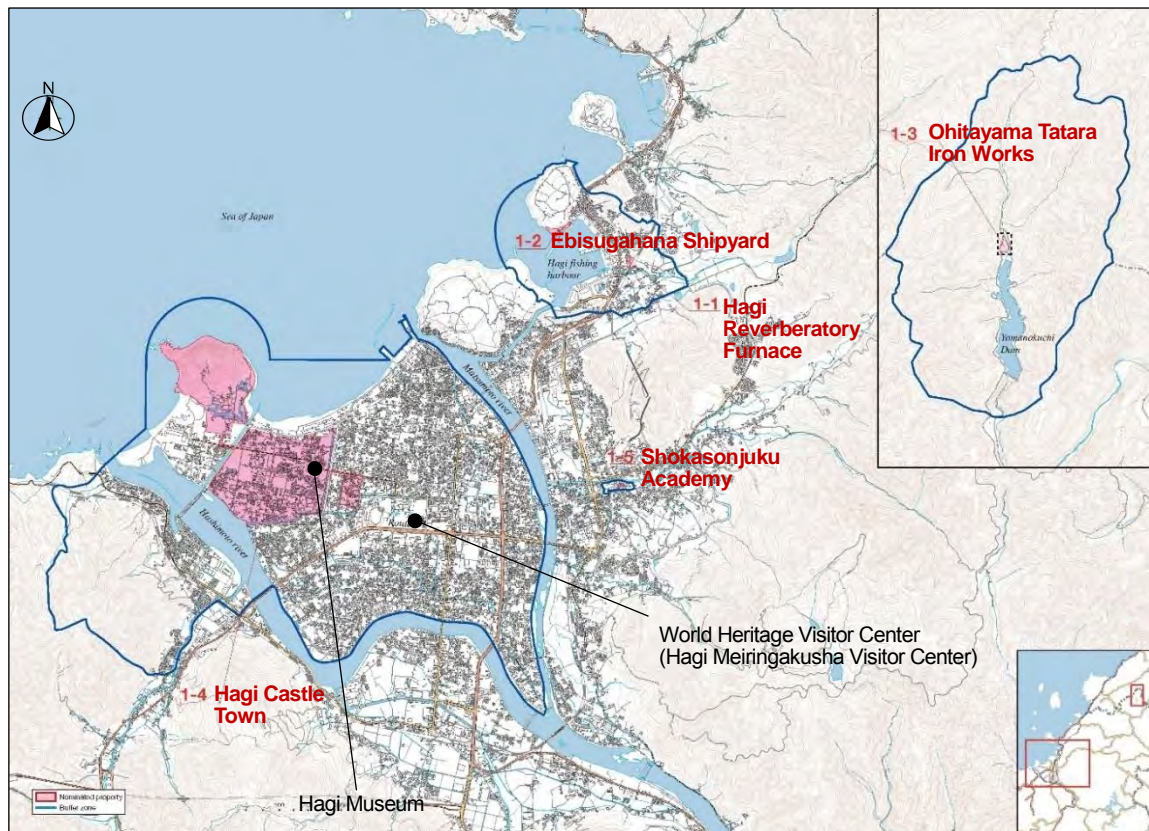 N
Sea of Japan
1-3 Ohitayama Tatara
Iron Works
1-2 Ebisugahana Shipyard
Hagi fishing
harbour
1-1 Hagi
Reverberatory
Furnace
Yamanokuchi
Dam
Matsumoto river
1-5 Shokasonjuku
Academy
Hashimoto river
World Heritage Visitor Center
(Hagi Meiringakusha Visitor Center)
1-4 Hagi Castle
Town
Hagi Museum
Nominated property
Buffer zone